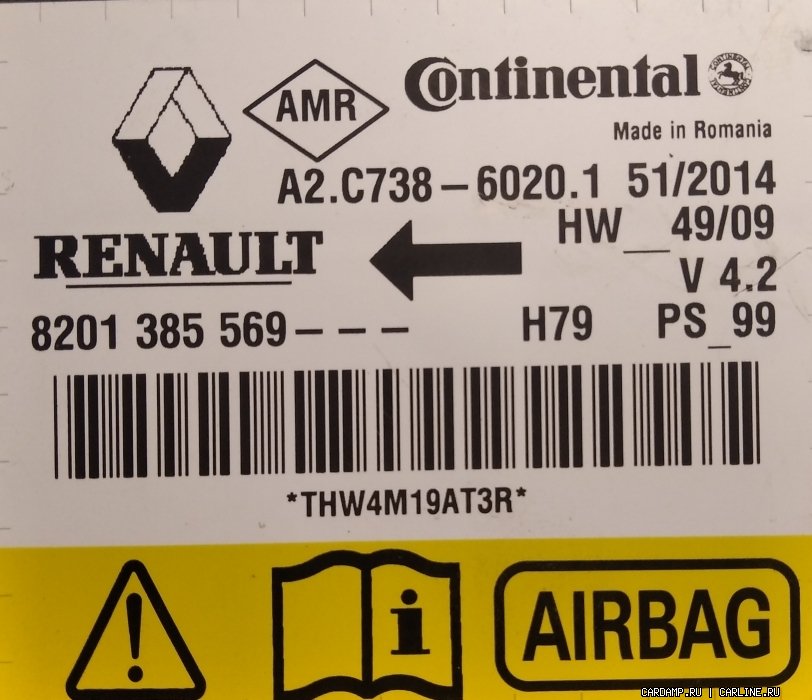 AMR
Continental
CONTINENTAL
Made in Romania
A2.C738-6020.1 51/2014
HW__49/09
RENAULT
V 4.2
8201 385 569---
H79 PS_99
*THW4M19AT3R*
i
AIRBAG
CARDAMP.RU | CARLINE.RU